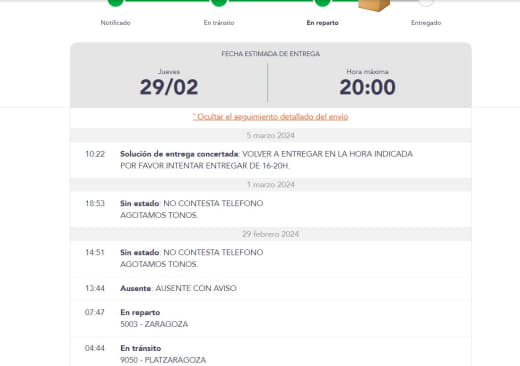 Notificado
En tránsito
En reparto
Entregado
FECHA ESTIMADA DE ENTREGA
Jueves
29/02
Hora máxima
20:00
ˆ Ocultar el seguimiento detallado del envío
5 marzo 2024
10:22 Solución de entrega concertada: VOLVER A ENTREGAR EN LA HORA INDICADA
POR FAVOR INTENTAR ENTREGAR DE 16-20H.
1 marzo 2024
18:53 Sin estado: NO CONTESTA TELEFONO
AGOTAMOS TONOS.
29 febrero 2024
14:51 Sin estado: NO CONTESTA TELEFONO
AGOTAMOS TONOS.
13:44 Ausente: AUSENTE CON AVISO
07:47 En reparto
5003 - ZARAGOZA
04:44 En tránsito
9050 - PLATZARAGOZA